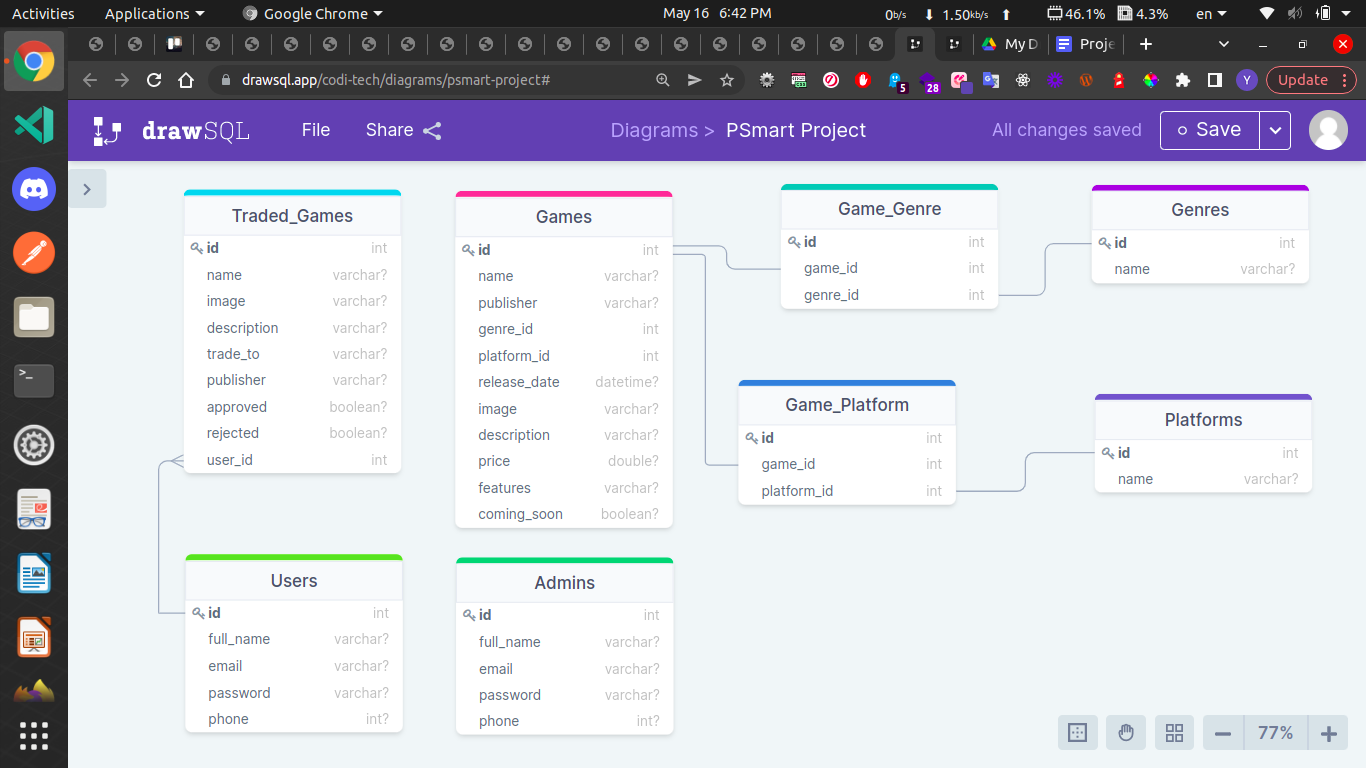 Activities Applications Google Chrome May 16 6:42 PM 0b/s 1.50kb/s 46.1% 4.3% en
My D Proje
drawsql.app/codi-tech/diagrams/psmart-project# 5 28 Y Update
drawSQL File Share Diagrams > PSmart Project All changes saved Save
Traded_Games
id int
name varchar?
image varchar?
description varchar?
trade_to varchar?
publisher varchar?
approved boolean?
rejected boolean?
user_id int
Games
id int
name varchar?
publisher varchar?
genre_id int
platform_id int
release_date datetime?
image varchar?
description varchar?
price double?
features varchar?
coming_soon boolean?
Game_Genre
id int
game_id int
genre_id int
Genres
id int
name varchar?
Game_Platform
id int
game_id int
platform_id int
Platforms
id int
name varchar?
Users
id int
full_name varchar?
email varchar?
password varchar?
phone int?
Admins
id int
full_name varchar?
email varchar?
password varchar?
phone int?
77%